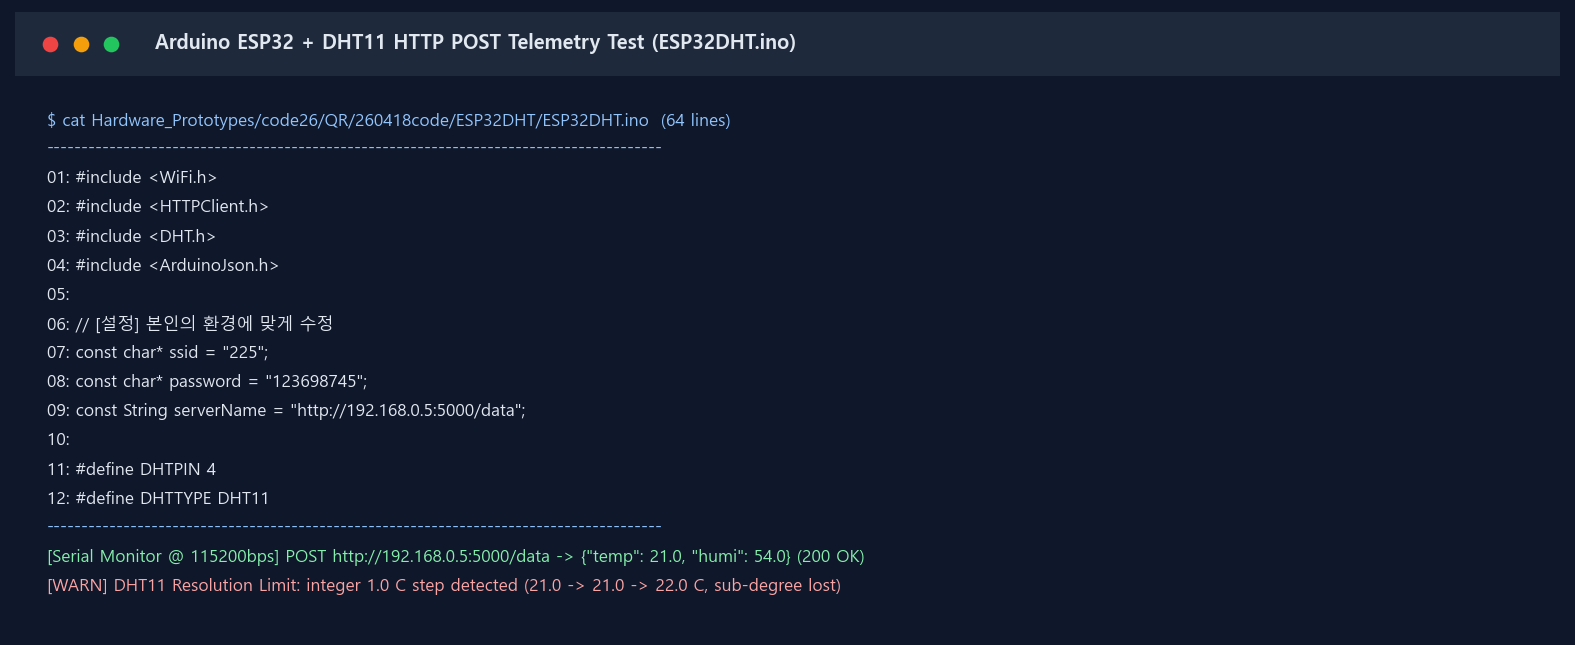 Arduino ESP32 + DHT11 HTTP POST Telemetry Test (ESP32DHT.ino)
$ cat Hardware_Prototypes/code26/QR/260418code/ESP32DHT/ESP32DHT.ino  (64 lines)
------------------------------------------------------------------------------------------
01: #include <WiFi.h>
02: #include <HTTPClient.h>
03: #include <DHT.h>
04: #include <ArduinoJson.h>
05:
06: // [설정] 본인의 환경에 맞게 수정
07: const char* ssid = "225";
08: const char* password = "123698745";
09: const String serverName = "http://192.168.0.5:5000/data";
10:
11: #define DHTPIN 4
12: #define DHTTYPE DHT11
------------------------------------------------------------------------------------------
[Serial Monitor @ 115200bps] POST http://192.168.0.5:5000/data -> {"temp": 21.0, "humi": 54.0} (200 OK)
[WARN] DHT11 Resolution Limit: integer 1.0 C step detected (21.0 -> 21.0 -> 22.0 C, sub-degree lost)